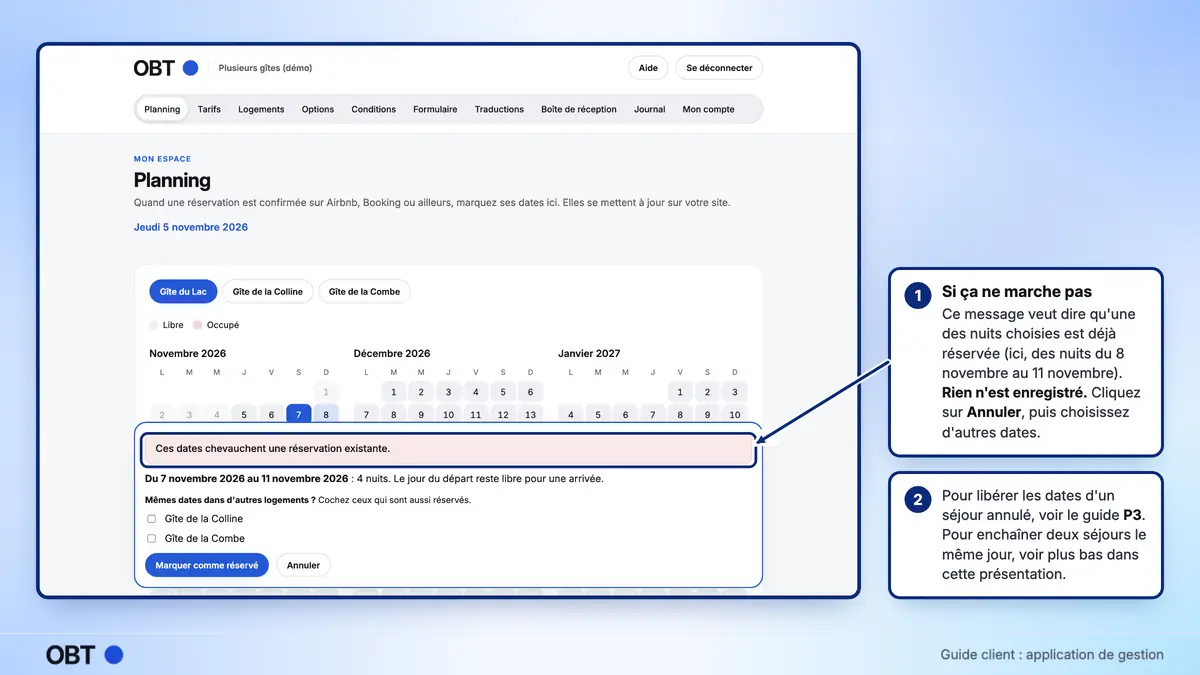 OBT
Plusieurs gîtes (démo)
Aide
Se déconnecter
Planning
Tarifs
Logements
Options
Conditions
Formulaire
Traductions
Boîte de réception
Journal
Mon compte
MON ESPACE
Planning
Quand une réservation est confirmée sur Airbnb, Booking ou ailleurs, marquez ses dates ici. Elles se mettent à jour sur votre site.
Jeudi 5 novembre 2026
Gîte du Lac
Gîte de la Colline
Gîte de la Combe
Libre
Occupé
Novembre 2026
L M M J V S D
1
2 3 4 5 6 7 8
Décembre 2026
L M M J V S D
1 2 3 4 5 6
7 8 9 10 11 12 13
Janvier 2027
L M M J V S D
1 2 3
4 5 6 7 8 9 10
Ces dates chevauchent une réservation existante.
Du 7 novembre 2026 au 11 novembre 2026 : 4 nuits. Le jour du départ reste libre pour une arrivée.
Mêmes dates dans d'autres logements ? Cochez ceux qui sont aussi réservés.
Gîte de la Colline
Gîte de la Combe
Marquer comme réservé
Annuler
1
Si ça ne marche pas
Ce message veut dire qu'une
des nuits choisies est déjà
réservée (ici, des nuits du 8
novembre au 11 novembre).
Rien n'est enregistré. Cliquez
sur Annuler, puis choisissez
d'autres dates.
2
Pour libérer les dates d'un
séjour annulé, voir le guide P3.
Pour enchaîner deux séjours le
même jour, voir plus bas dans
cette présentation.
OBT
Guide client : application de gestion